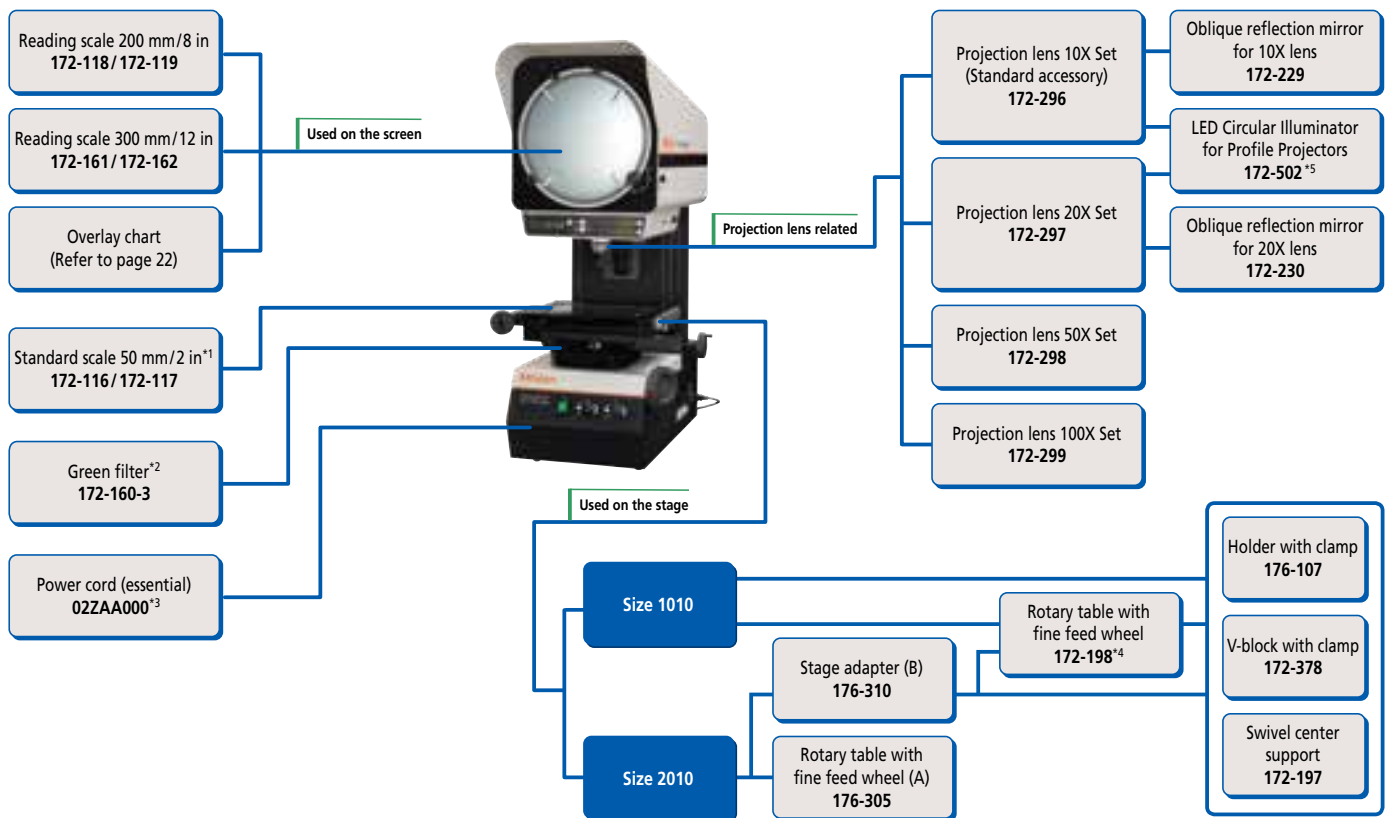 Reading scale 200 mm/8 in
172-118/172-119
Reading scale 300 mm/12 in
161-161/172-162
Overlay chart
(Refer to page 22)
Used on the screen
Standard scale 50 mm/2 in*1
172-116/172-117
Green filter*2
172-160-3
Power cord (essential)
02ZAA000*3
Projection lens related
Projection lens 10X Set
(Standard accessory)
172-296
Projection lens 20X Set
172-297
Projection lens 50X Set
172-298
Projection lens 100X Set
172-299
Oblique reflection mirror
for 10X lens
172-229
LED Circular Illuminator
for Profile Projectors
172-502*5
Oblique reflection mirror
for 20X lens
172-230
Used on the stage
Size 1010
Size 2010
Stage adapter (B)
176-310
Rotary table with
fine feed wheel (A)
176-305
Rotary table with
fine feed wheel
172-198*4
Holder with clamp
176-107
V-block with clamp
172-378
Swivel center
support
172-197